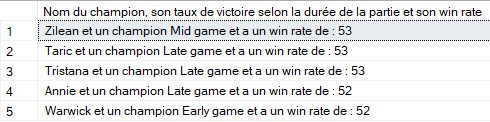 Nom du champion, son taux de victoire selon la durée de la partie et son win rate
1 Zilean et un champion Mid game et a un win rate de : 53
2 Taric et un champion Late game et a un win rate de : 53
3 Tristana et un champion Late game et a un win rate de : 53
4 Annie et un champion Late game et a un win rate de : 52
5 Warwick et un champion Early game et a un win rate de : 52